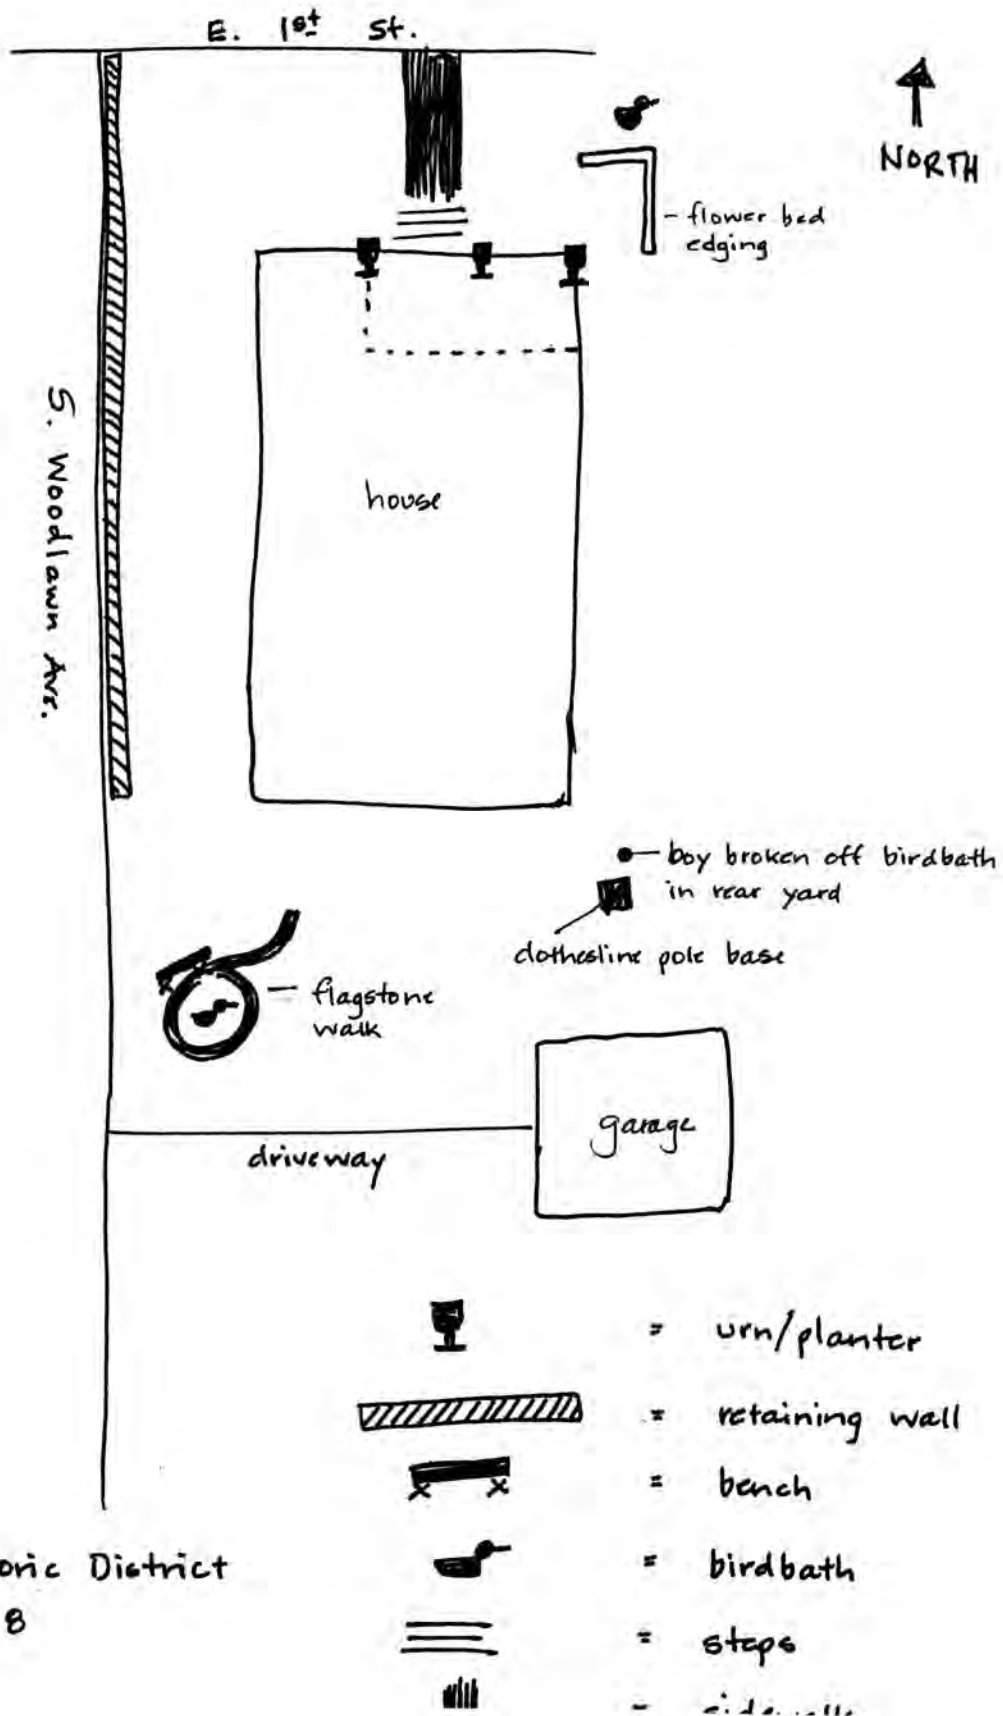 E. 1st St.
NORTH
- flower bed
edging
S. Woodlawn Ave.
house
boy broken off birdbath
in rear yard
clothesline pole base
flagstone
walk
garage
driveway
= urn/planter
= retaining wall
= bench
= birdbath
oric District
8
= steps